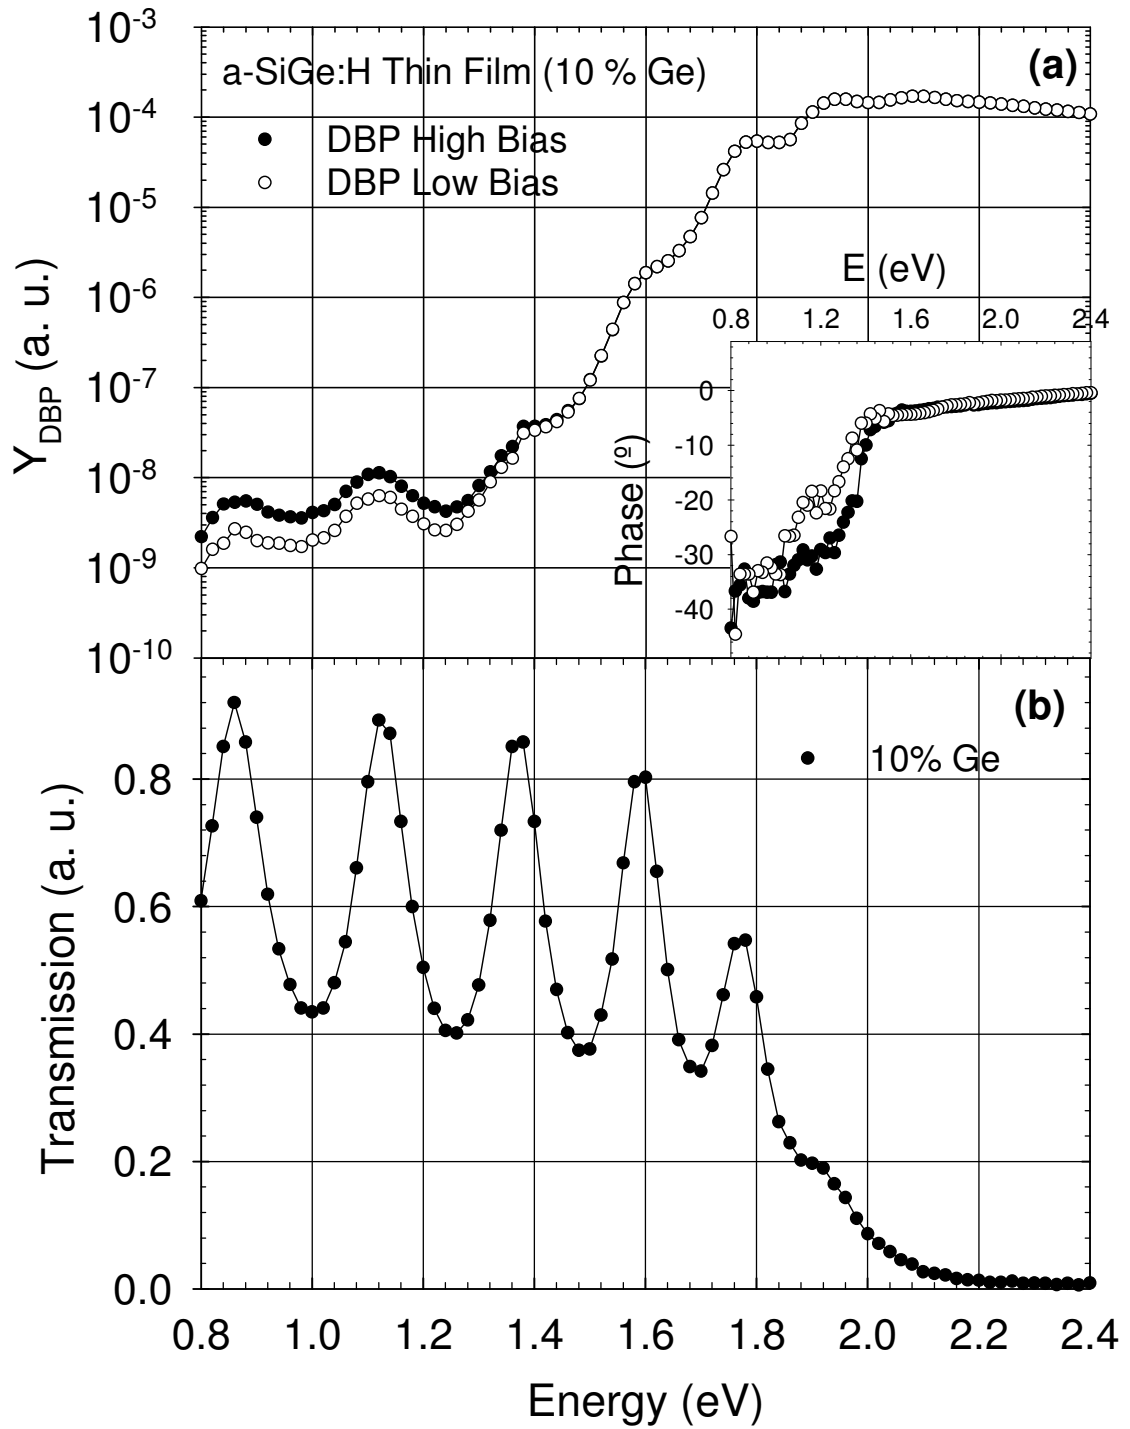 10-3
a-SiGe:H Thin Film (10 % Ge)
(a)
10-4
DBP High Bias
DBP Low Bias
10-5
YDBP (a. u.)
10-6
E (eV)
0.8 1.2 1.6 2.0 2.4
10-7
0
-10
10-8
-20
Phase (º)
-30
10-9
-40
10-10
(b)
10% Ge
0.8
0.6
Transmission (a. u.)
0.4
0.2
0.0
0.8 1.0 1.2 1.4 1.6 1.8 2.0 2.2 2.4
Energy (eV)